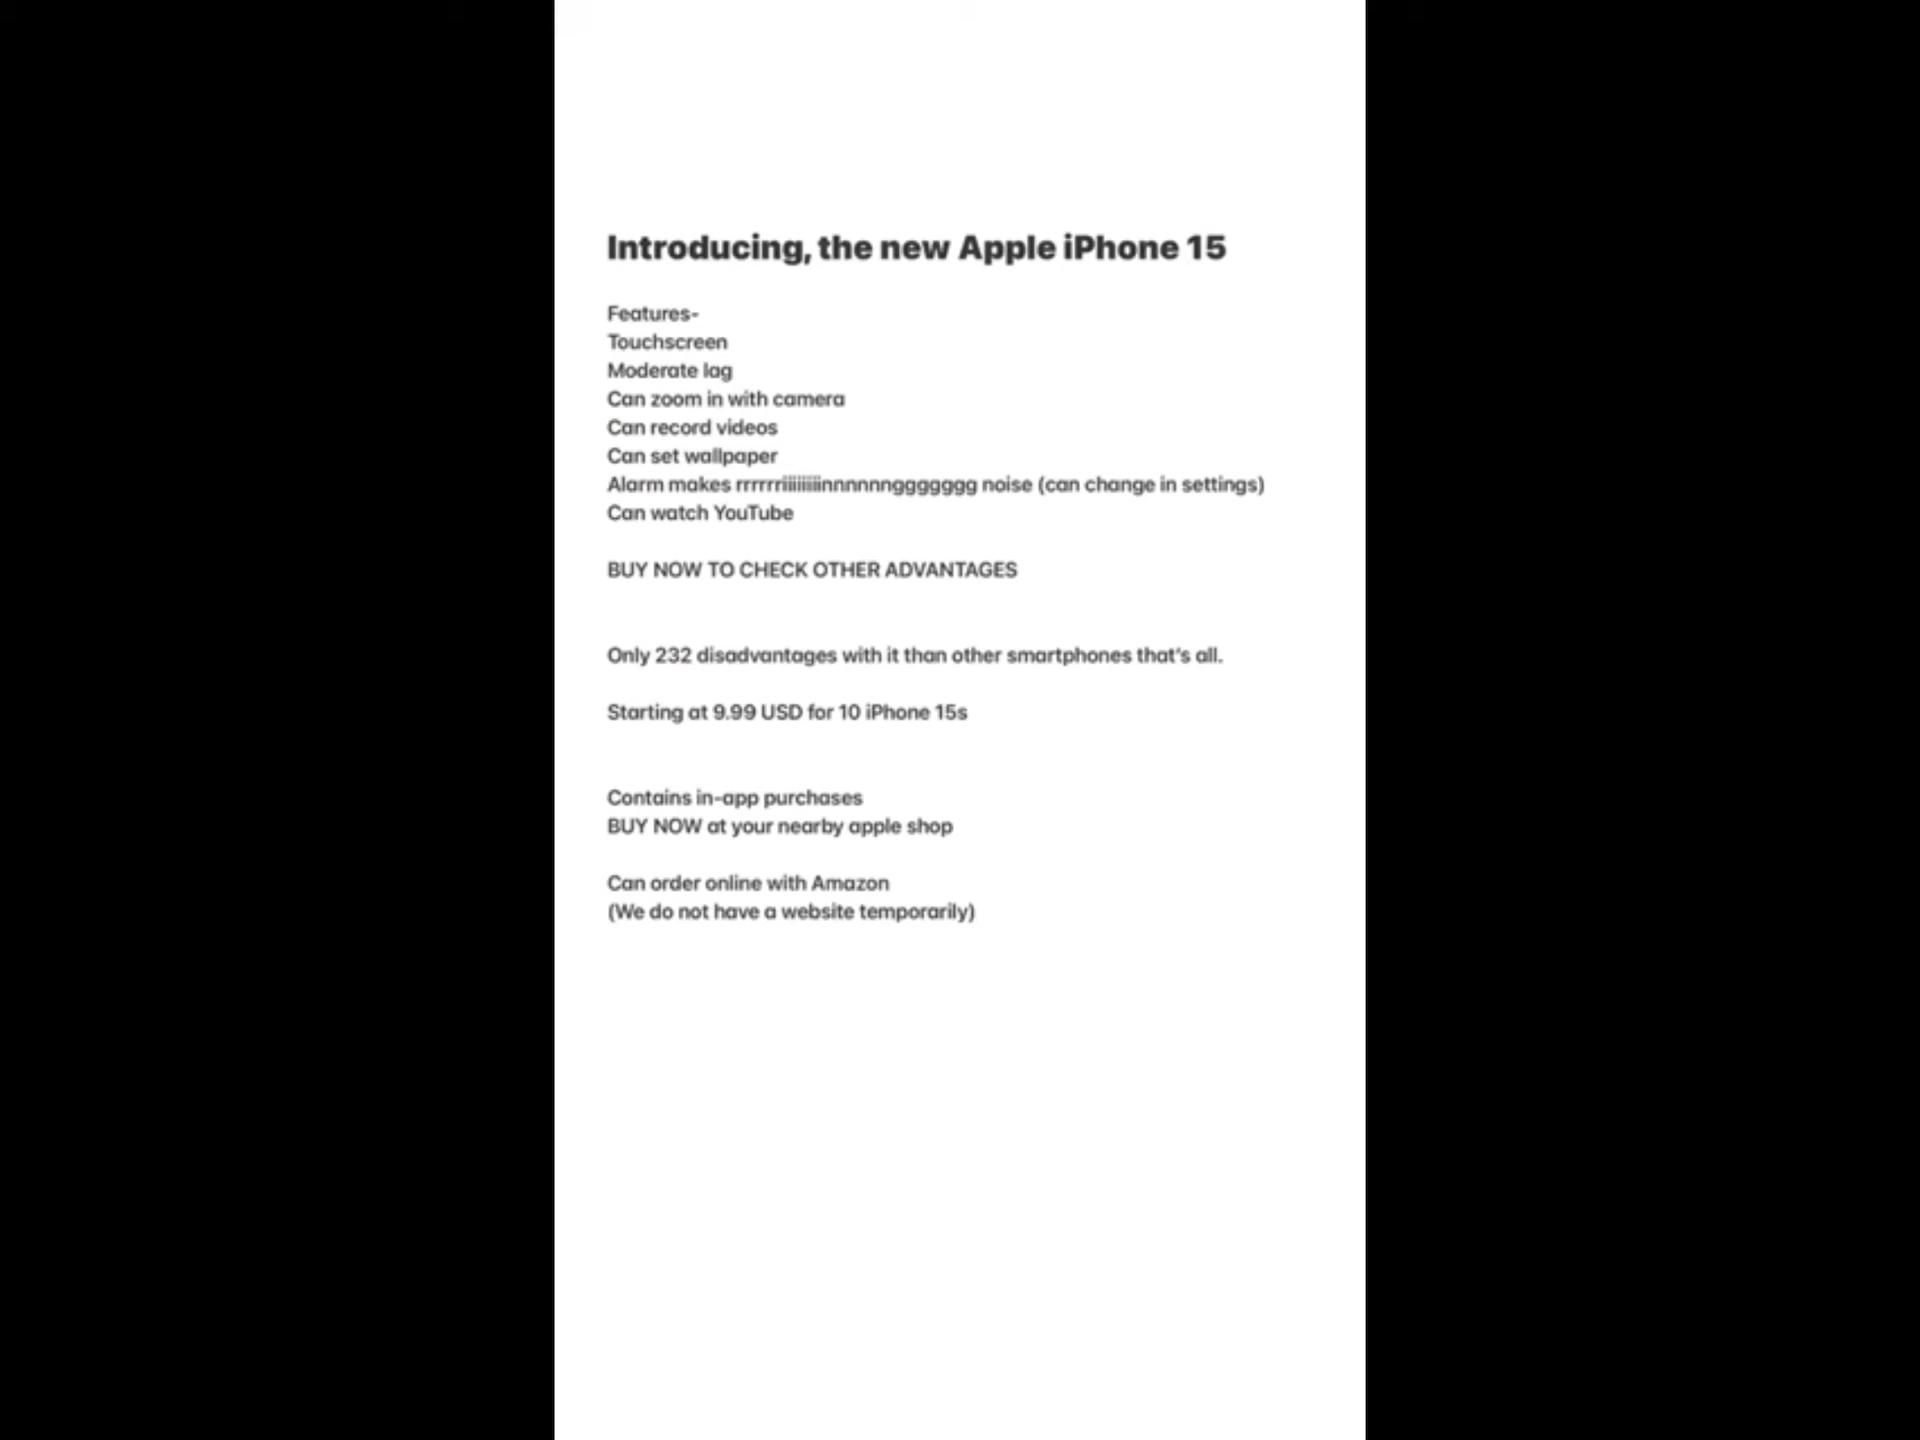 Introducing, the new Apple iPhone 15
Features-
Touchscreen
Moderate lag
Can zoom in with camera
Can record videos
Can set wallpaper
Alarm makes rrrrrriiiiiiiiinnnnnnggggggg noise (can change in settings)
Can watch YouTube
BUY NOW TO CHECK OTHER ADVANTAGES
Only 232 disadvantages with it than other smartphones that's all.
Starting at 9.99 USD for 10 iPhone 15s
Contains in-app purchases
BUY NOW at your nearby apple shop
Can order online with Amazon
(We do not have a website temporarily)